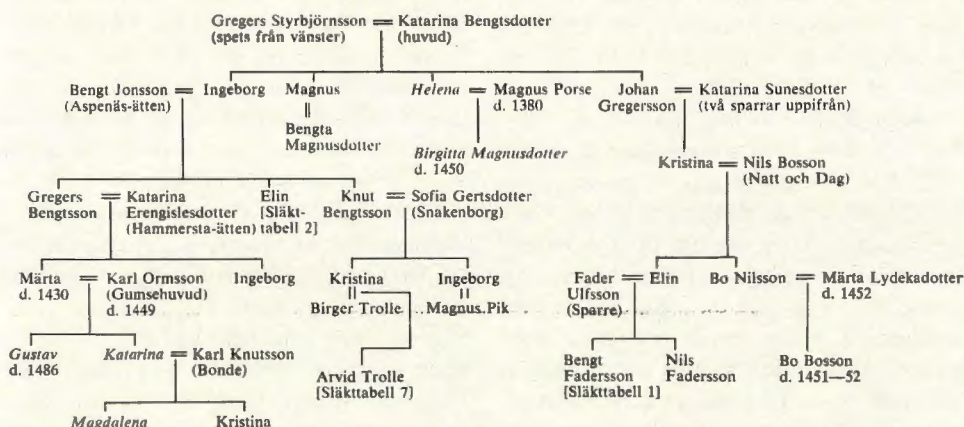 Gregers Styrbjörnsson = Katarina Bengtsdotter
(spets från vänster) (huvud)
Bengt Jonsson = Ingeborg Magnus Helena = Magnus Porse Johan = Katarina Sunesdotter
(Aspenäs-ätten) d. 1380 Gregersson (två sparrar uppifrån)
Bengta
Magnusdotter
Birgitta Magnusdotter
d. 1450
Kristina = Nils Bosson
(Natt och Dag)
Gregers = Katarina Elin Knut = Sofia Gertsdotter
Bengtsson Erengislesdotter [Släkt- Bengtsson (Snakenborg)
(Hammersta-ätten) tabell 2]
Märta = Karl Ormsson Ingeborg Kristina Ingeborg Fader = Elin Bo Nilsson = Märta Lydekadotter
d. 1430 (Gumsehuvud) Birger Trolle Magnus Pik Ulfsson d. 1452
d. 1449 (Sparre)
Gustav Katarina = Karl Knutsson
d. 1486 (Bonde)
Arvid Trolle
[Släkttabell 7]
Bengt Nils Bo Bosson
Fadersson Fadersson d. 1451—52
[Släkttabell 1]
Magdalena Kristina